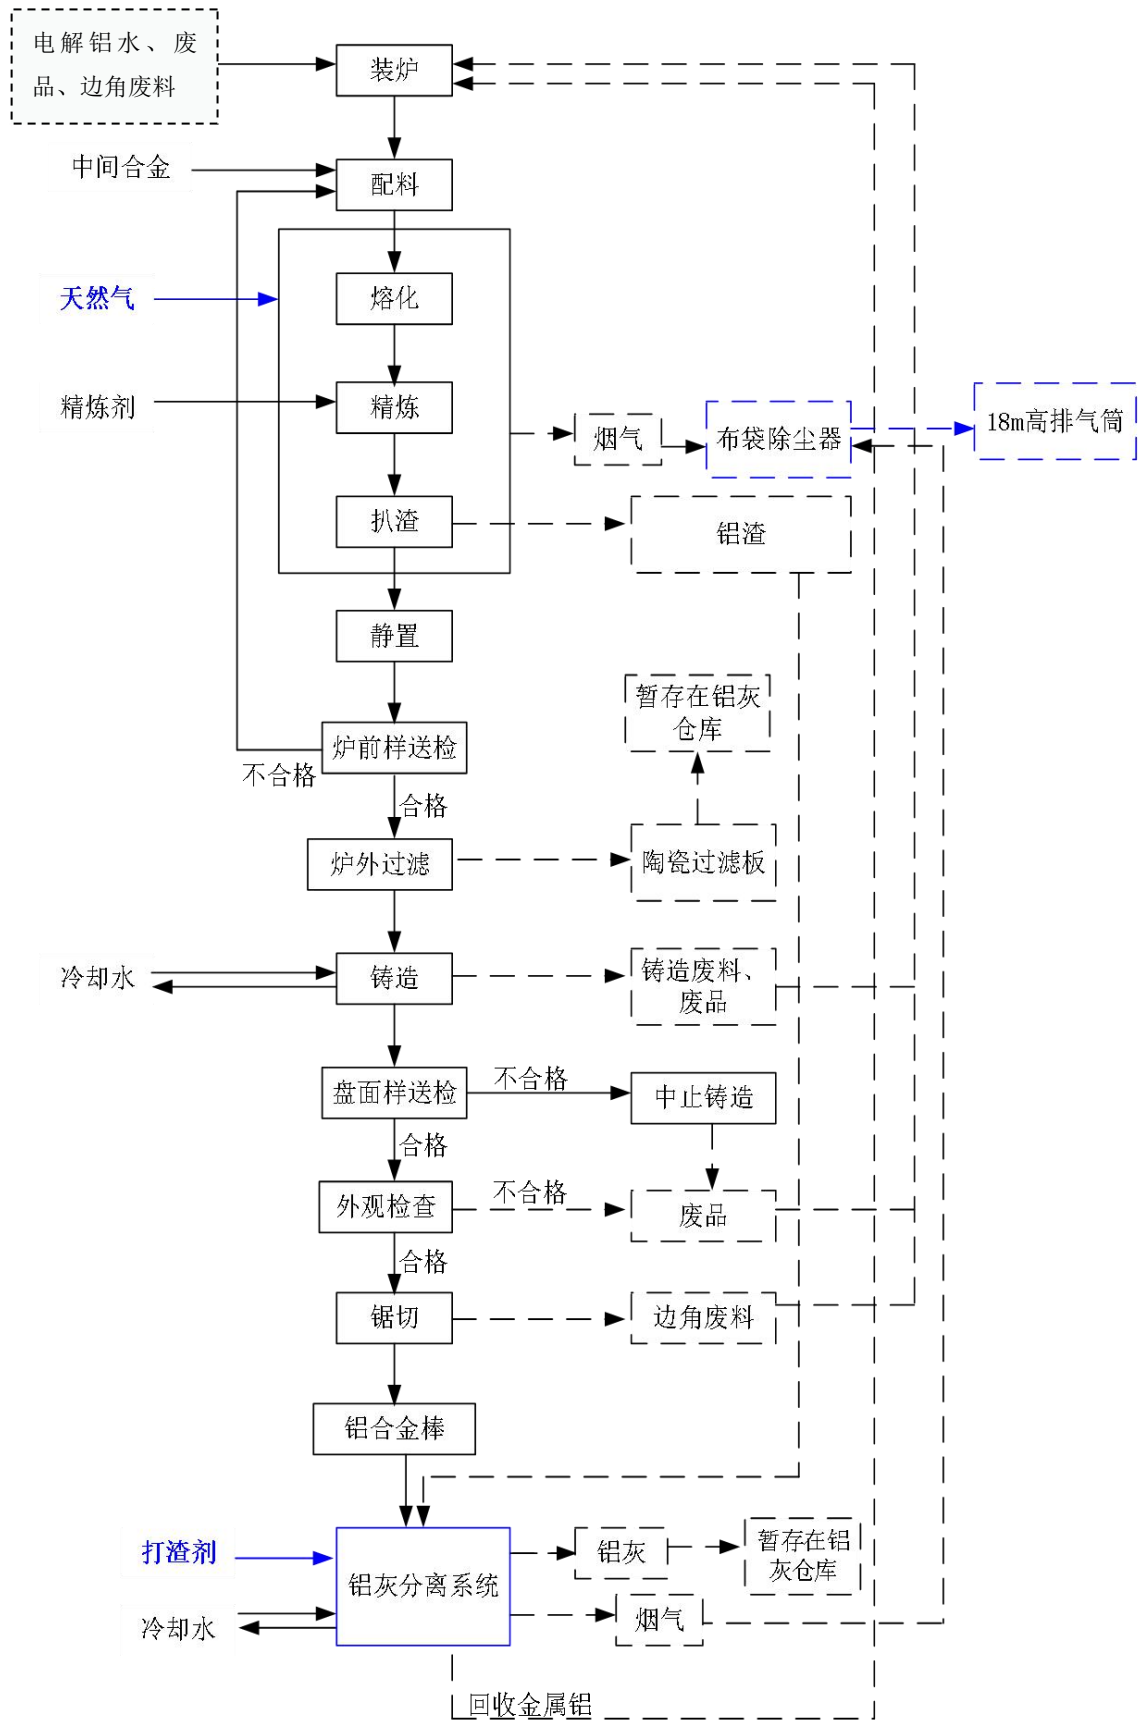 电解铝水、废
品、边角废料
装炉
中间合金
配料
天然气
熔化
精炼剂
精炼
烟气
布袋除尘器
18m高排气筒
扒渣
铝渣
静置
暂存在铝灰
仓库
炉前样送检
不合格
合格
炉外过滤
陶瓷过滤板
冷却水
铸造
铸造废料、
废品
盘面样送检
不合格
中止铸造
合格
外观检查
不合格
废品
合格
锯切
边角废料
铝合金棒
打渣剂
铝灰分离系统
铝灰
暂存在铝
灰仓库
冷却水
烟气
回收金属铝